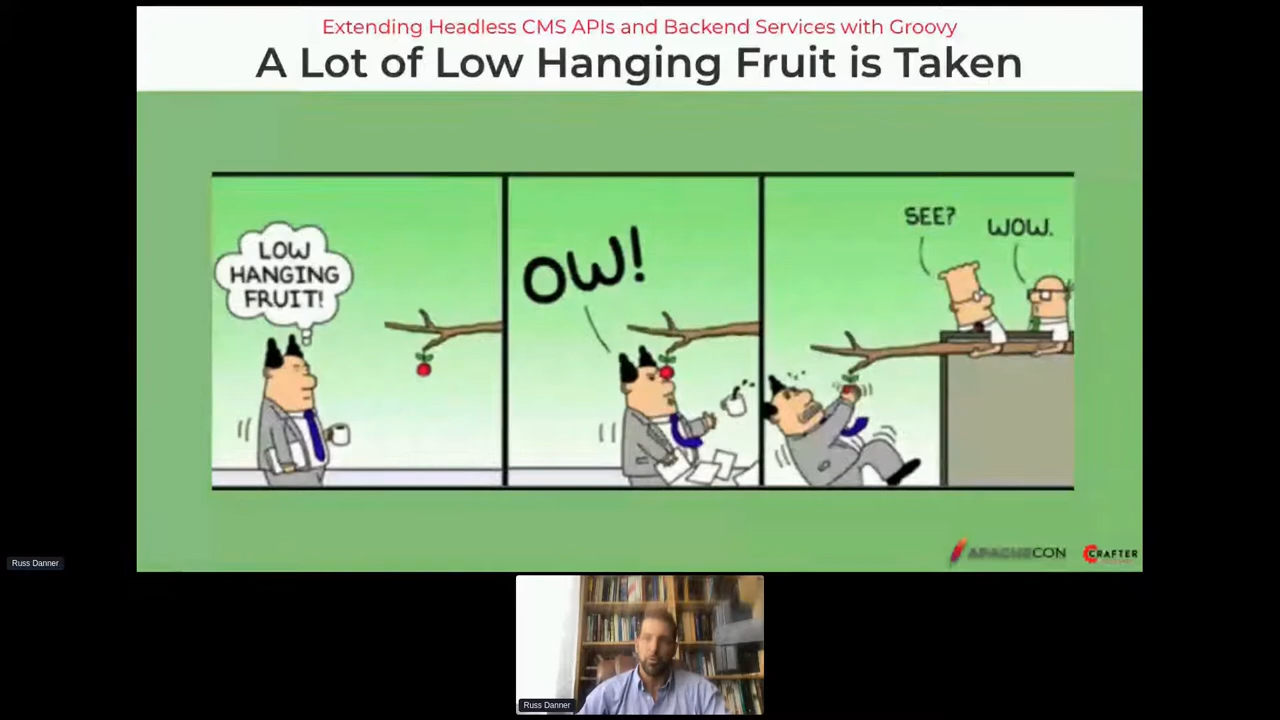 Extending Headless CMS APIs and Backend Services with Groovy
A Lot of Low Hanging Fruit is Taken
LOW
HANGING
FRUIT!
OW!
SEE?
WOW.
APACHECON
CRAFTER
Russ Danner
Russ Danner